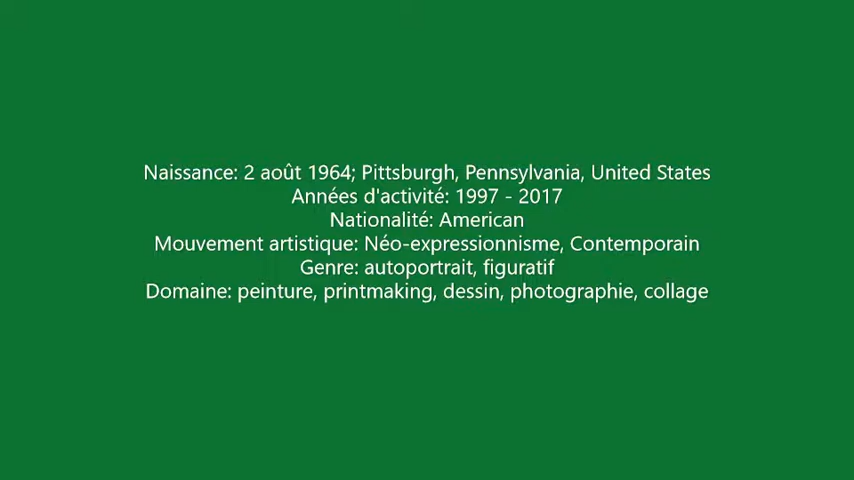 Naissance: 2 août 1964; Pittsburgh, Pennsylvania, United States
Années d'activité: 1997 - 2017
Nationalité: American
Mouvement artistique: Néo-expressionnisme, Contemporain
Genre: autoportrait, figuratif
Domaine: peinture, printmaking, dessin, photographie, collage